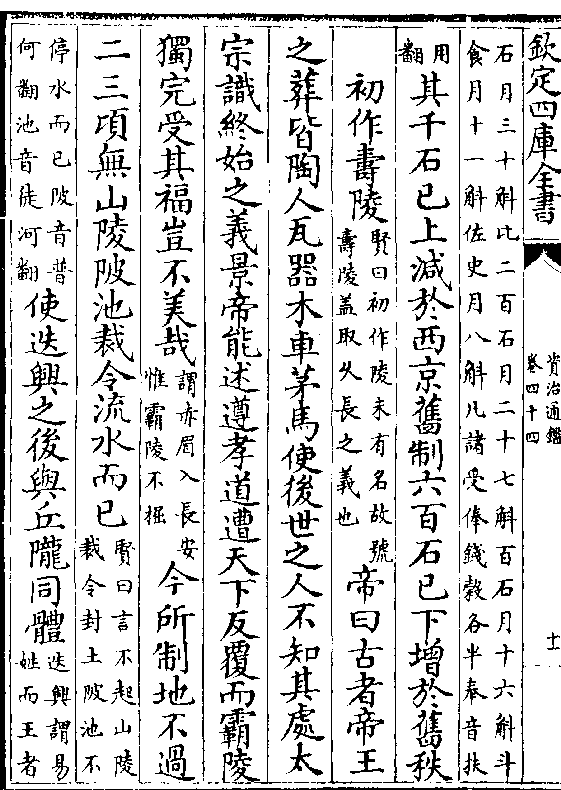 欽定四庫全書
資治通鑑
卷四十四
十一
石月三十斛比二百石月二十七斛百石月十六斛斗
食月十一斛佐史月八斛凡諸受俸錢穀各半奉音扶
用翻其千石已上減於西京舊制六百石已下增於舊秩
初作壽陵賢曰初作陵未有名故號壽陵盖取久長之義也帝曰古者帝王
之葬皆陶人瓦器木車茅馬使後世之人不知其處太
宗識終始之義景帝能述遵孝道遭天下反覆而霸陵
獨完受其福豈不美哉謂赤眉入長安惟霸陵不掘今所制地不過
二三頃無山陵陂池裁令流水而已賢曰言不起山陵裁令封土陂池不
停水而已陂音普何翻池音徒河翻使迭興之後與丘隴同體迭興謂易姓而王者